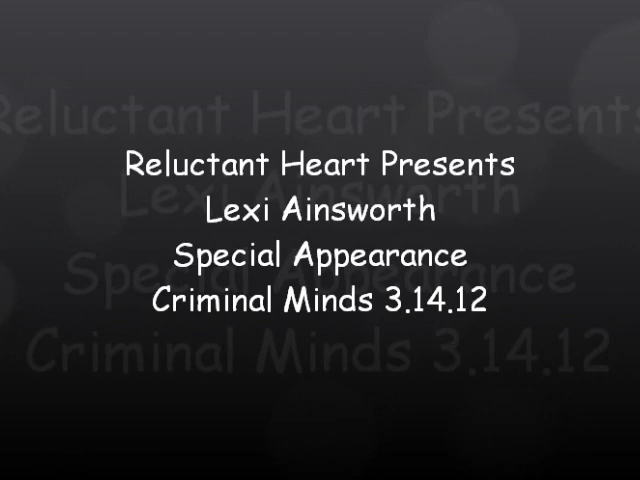 Reluctant Heart Presents
Lexi Ainsworth
Special Appearance
Criminal Minds 3.14.12